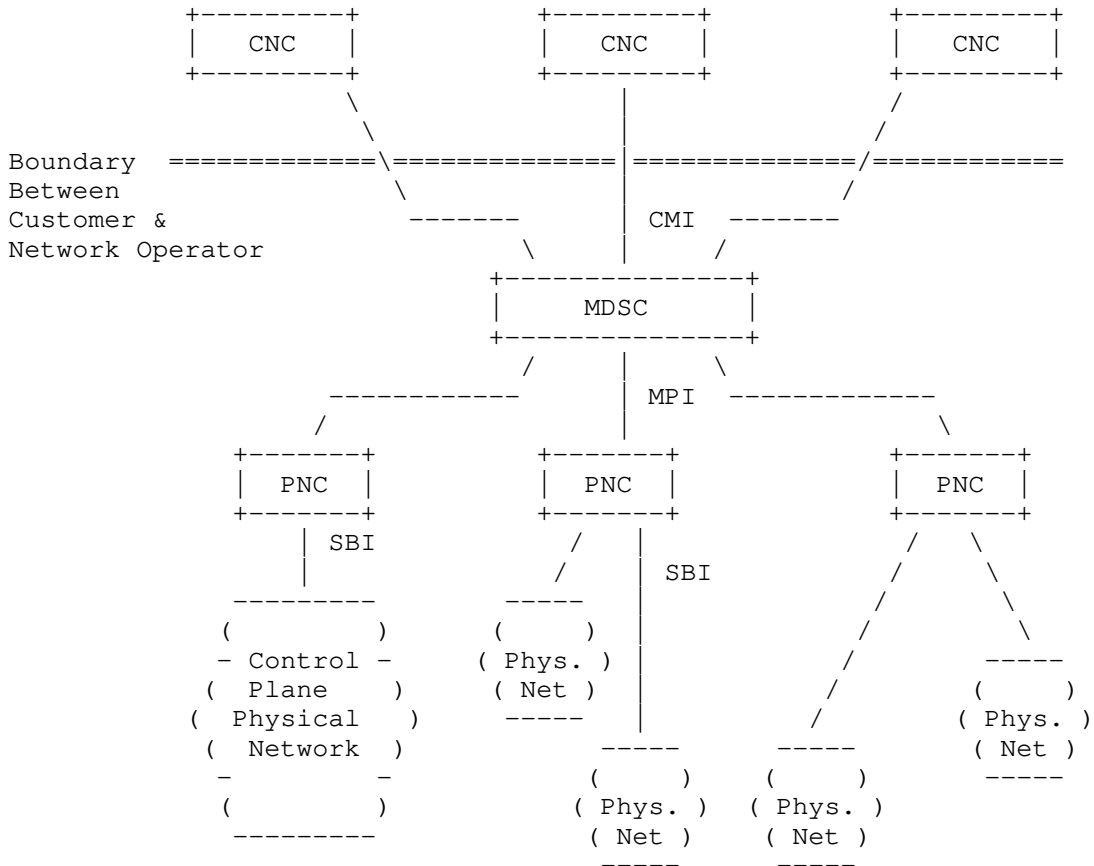 CNC CNC CNC
Boundary
Between
Customer & CMI
Network Operator
MDSC
MPI
PNC PNC PNC
SBI
SBI
Control Phys.
Plane Net Phys.
Physical Net
Network
Phys. Phys.
Net Net